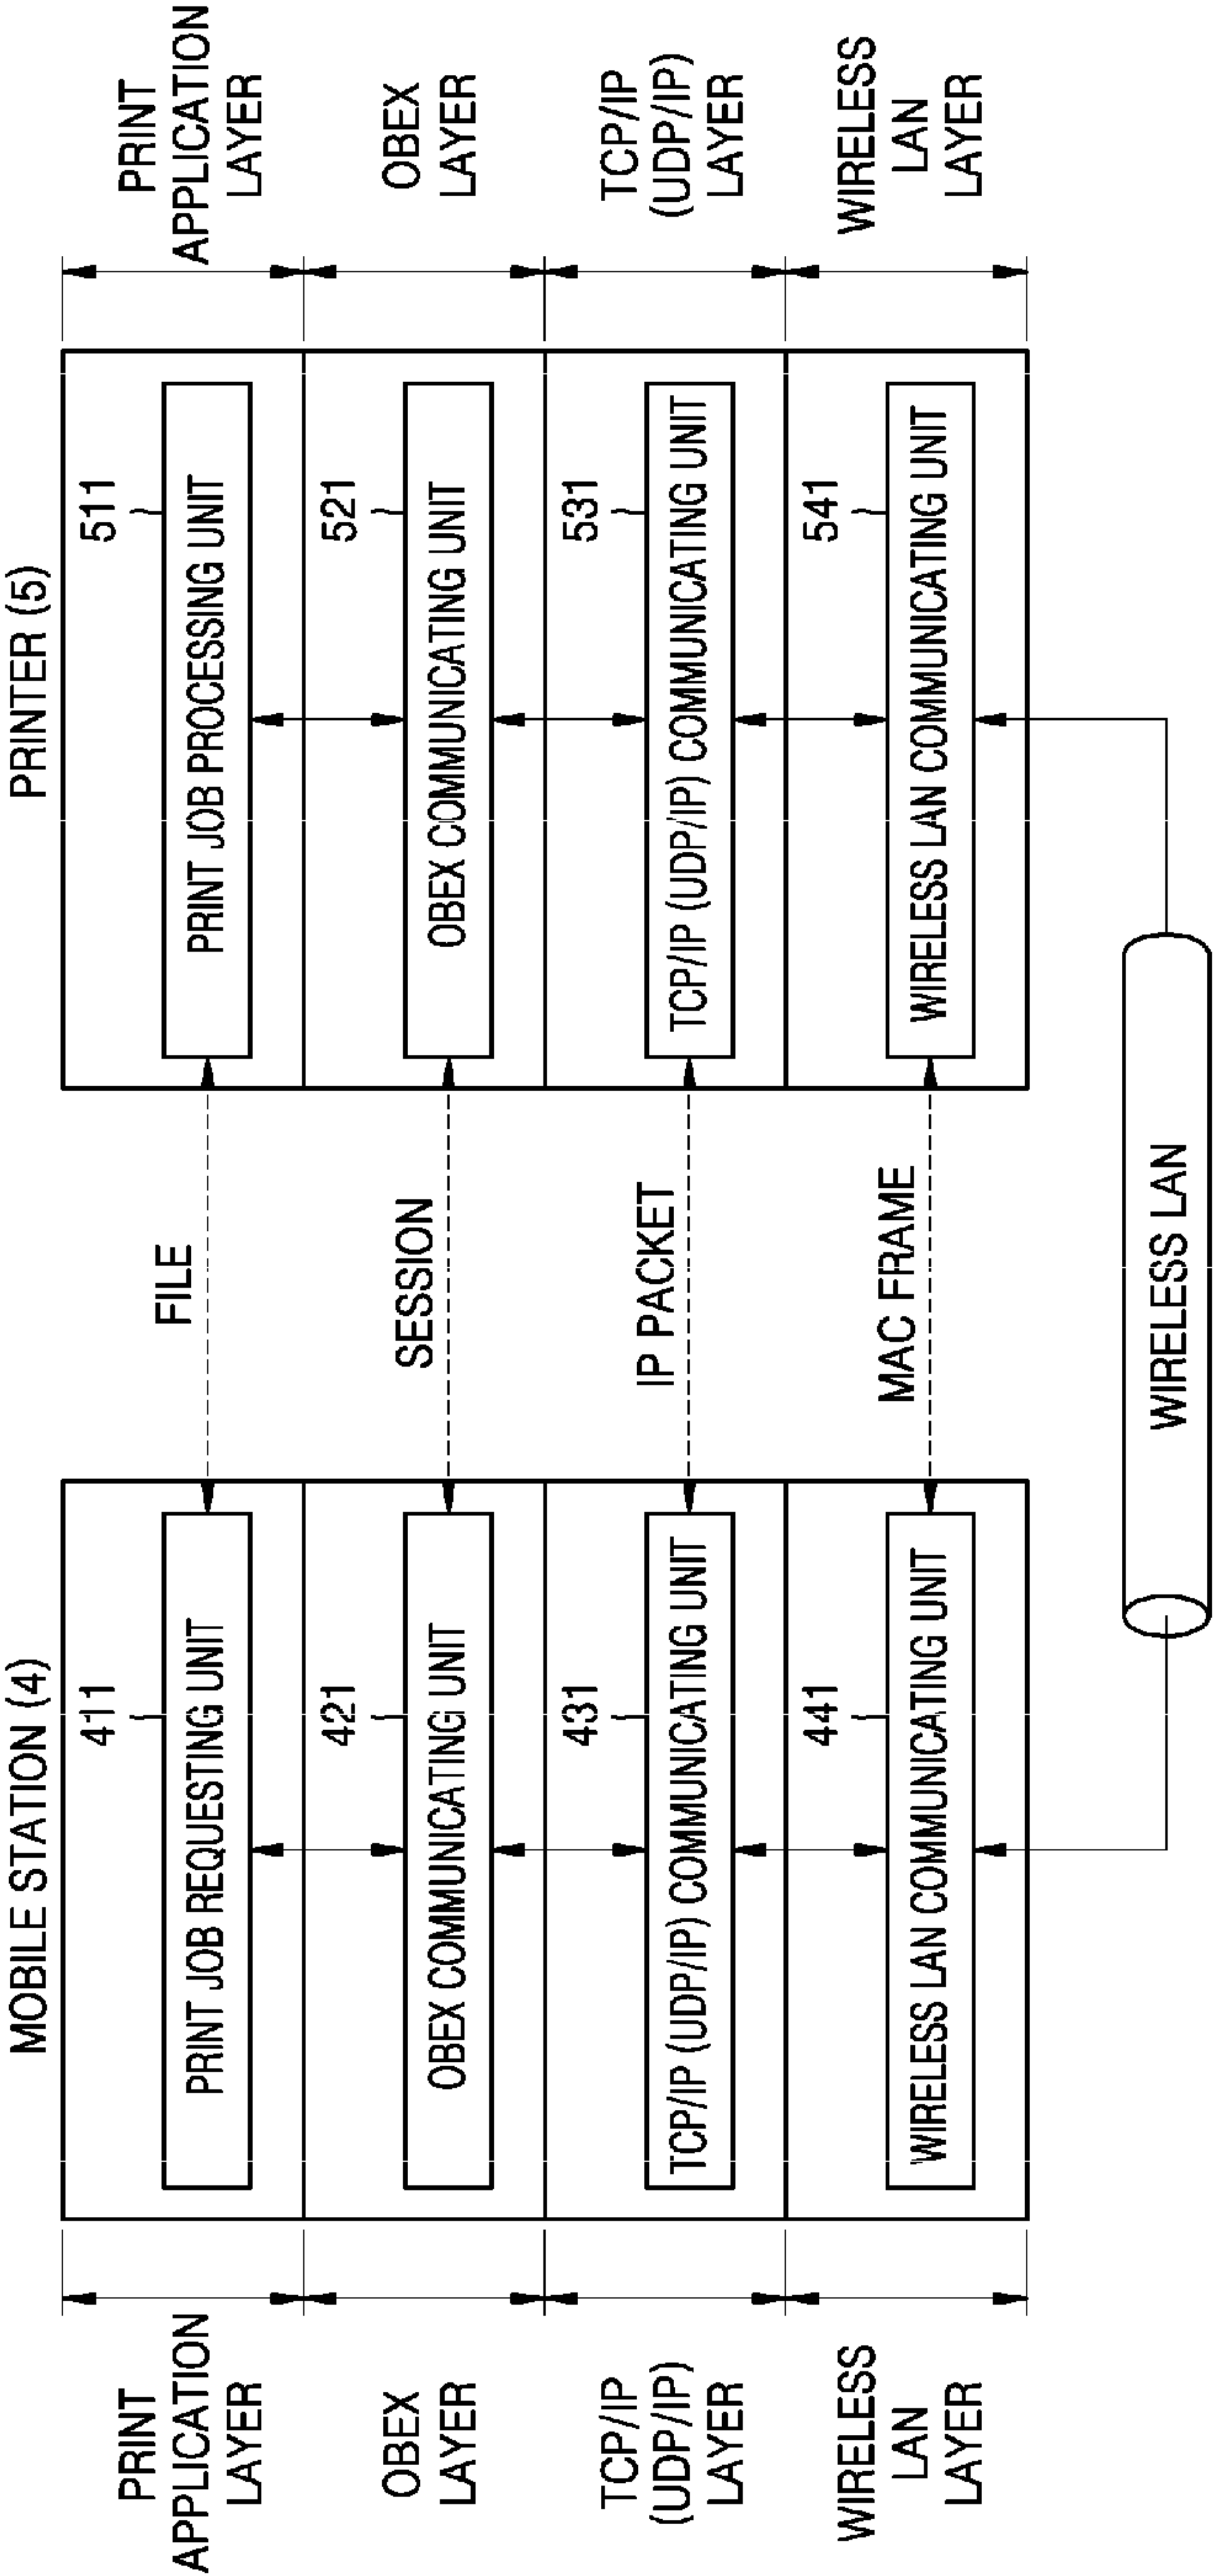 MOBILE STATION (4)
PRINTER (5)
PRINT
APPLICATION
LAYER
411
PRINT JOB REQUESTING UNIT
FILE
511
PRINT JOB PROCESSING UNIT
PRINT
APPLICATION
LAYER
OBEX
LAYER
421
OBEX COMMUNICATING UNIT
SESSION
521
OBEX COMMUNICATING UNIT
OBEX
LAYER
TCP/IP
(UDP/IP)
LAYER
431
TCP/IP (UDP/IP) COMMUNICATING UNIT
IP PACKET
531
TCP/IP (UDP/IP) COMMUNICATING UNIT
TCP/IP
(UDP/IP)
LAYER
WIRELESS
LAN
LAYER
441
WIRELESS LAN COMMUNICATING UNIT
MAC FRAME
541
WIRELESS LAN COMMUNICATING UNIT
WIRELESS
LAN
LAYER
WIRELESS LAN